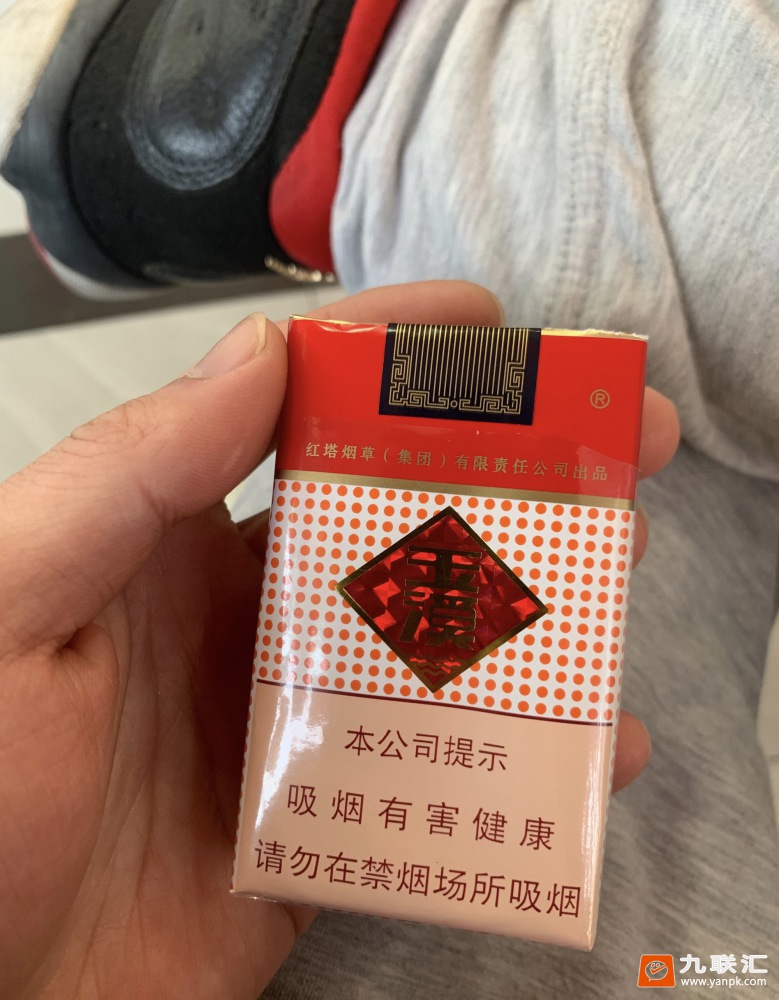 ®
红塔烟草（集团）有限责任公司出品
玉溪
本公司提示
吸烟有害健康
请勿在禁烟场所吸烟
九联汇
www.yanpk.com